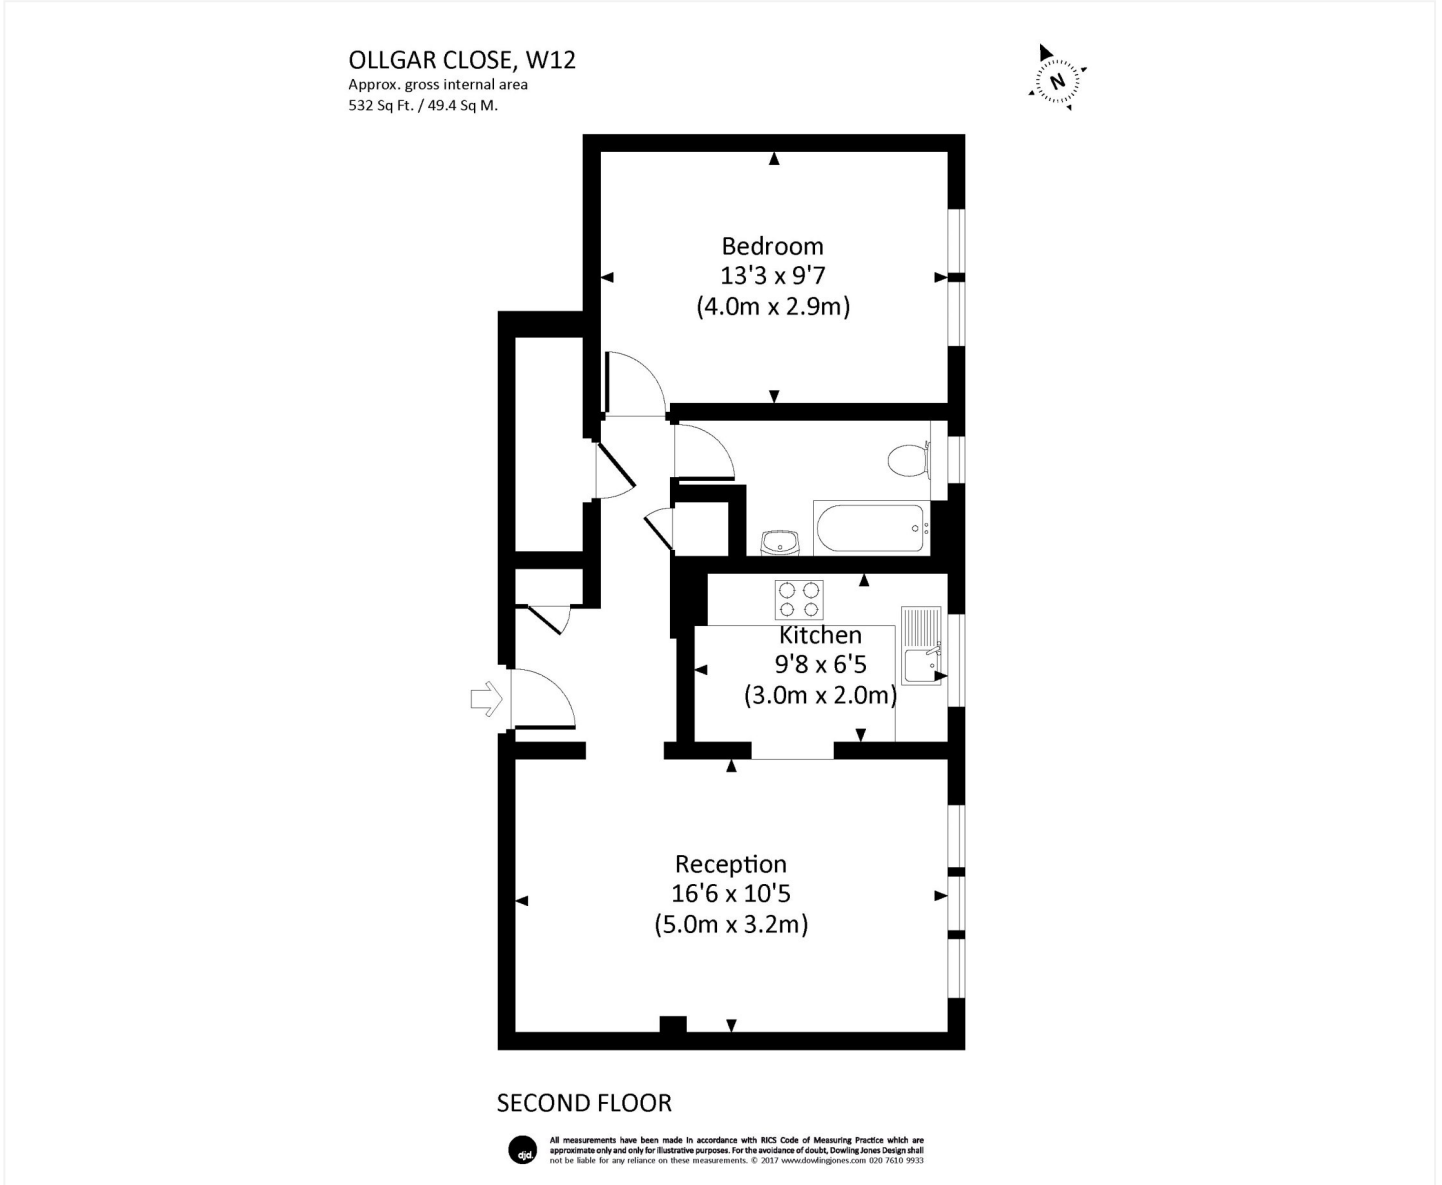 OLLGAR CLOSE, W12
Approx. gross internal area
532 Sq Ft. / 49.4 Sq M.
N
Bedroom
13'3 x 9'7
(4.0m x 2.9m)
Kitchen
9'8 x 6'5
(3.0m x 2.0m)
Reception
16'6 x 10'5
(5.0m x 3.2m)
SECOND FLOOR
djd.
All measurements have been made in accordance with RICS Code of Measuring Practice which are
approximate only and only for illustrative purposes. For the avoidance of doubt, Dowling Jones Design shall
not be liable for any reliance on these measurements. © 2017 www.dowlingjones.com 020 7610 9933